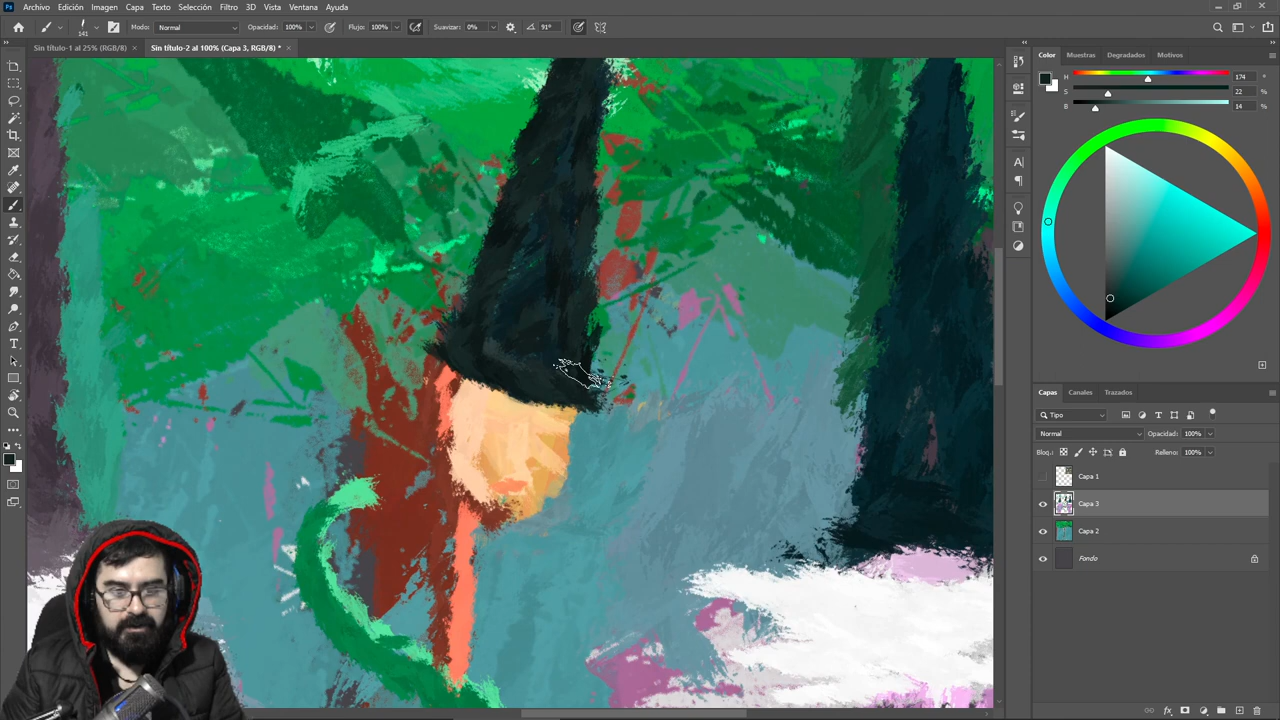 Ps Archivo Edición Imagen Capa Texto Selección Filtro 3D Vista Ventana Ayuda
141 Modo: Normal Opacidad: 100% Flujo: 100% Suavizar: 0% 91°
Sin título-1 al 25% (RGB/8) × Sin título-2 al 100% (Capa 3, RGB/8) * ×
Color Muestras Degradados Motivos
H 174 °
S 22 %
B 14 %
Capas Canales Trazados
Tipo
Normal Opacidad: 100%
Bloq.: Relleno: 100%
Capa 1
Capa 3
Capa 2
Fondo